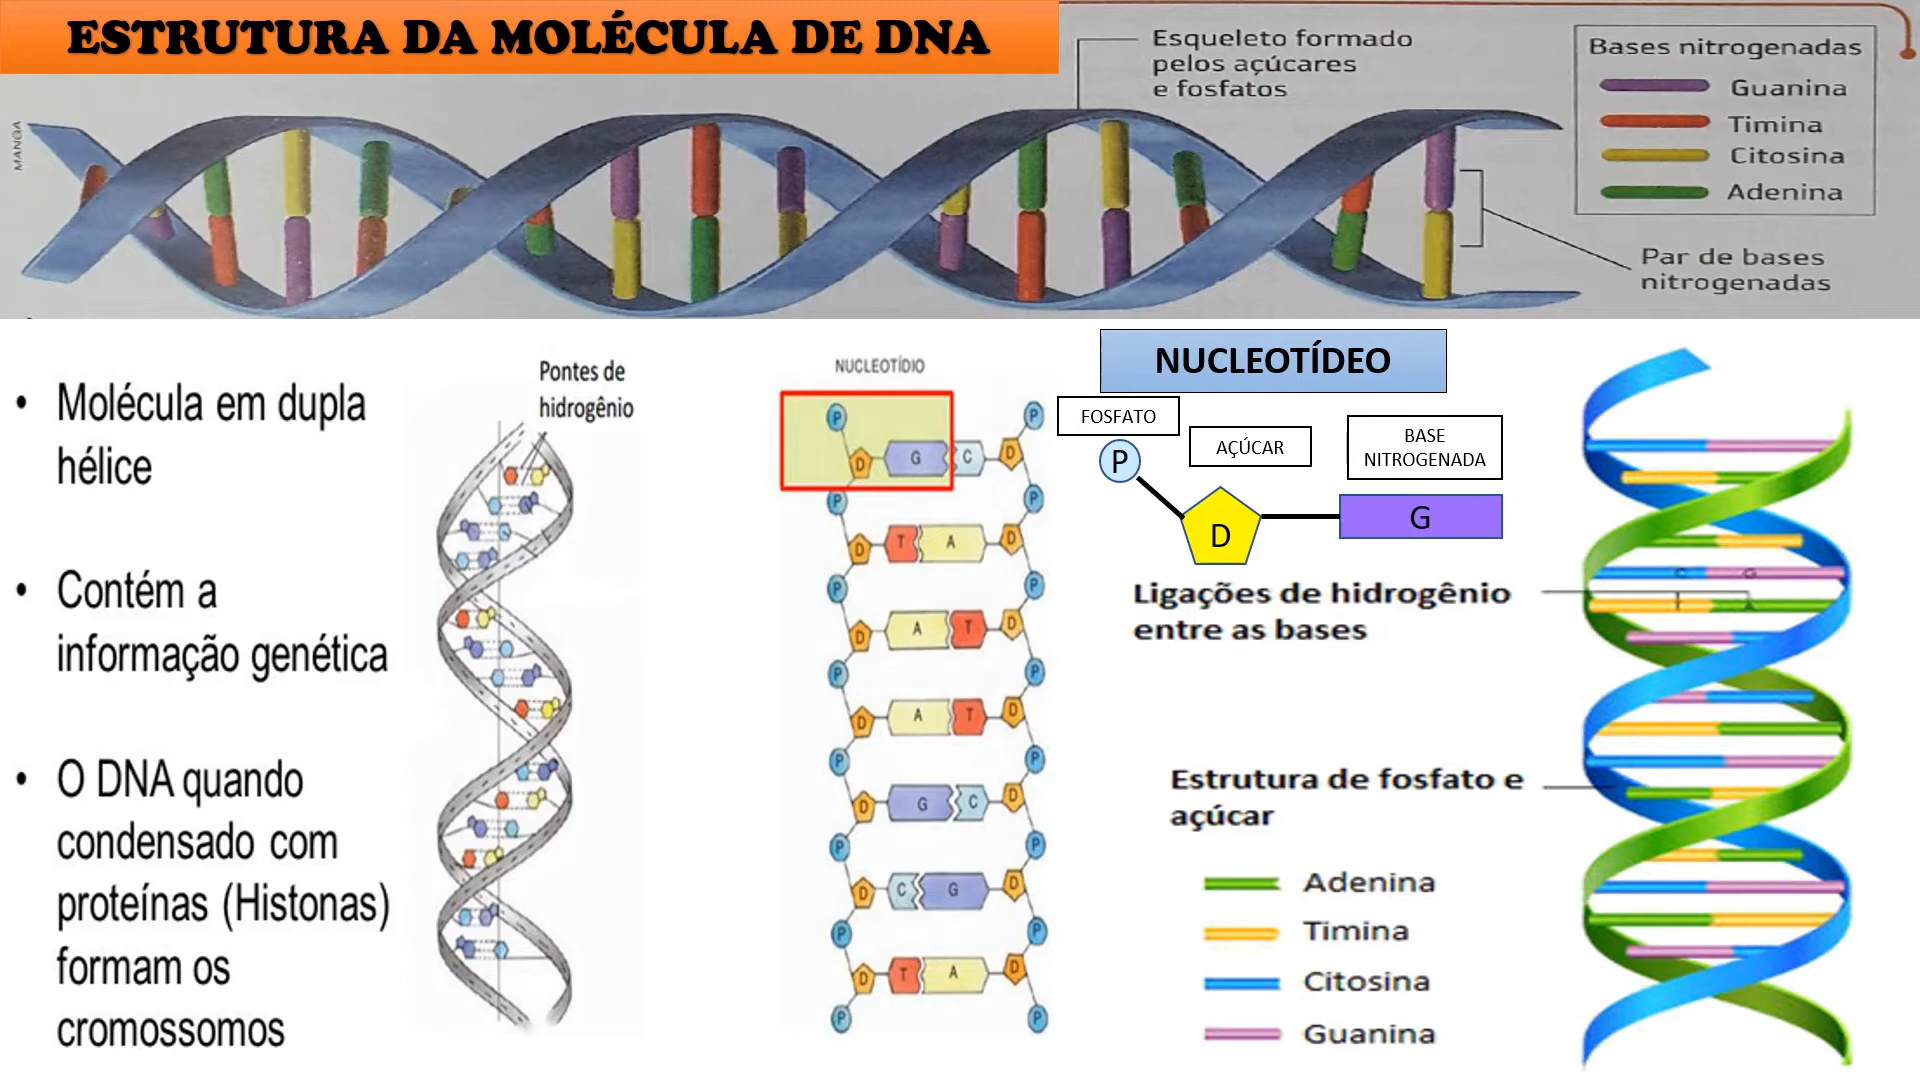 ESTRUTURA DA MOLÉCULA DE DNA
Esqueleto formado
pelos açúcares
e fosfatos
Bases nitrogenadas
Guanina
Timina
Citosina
Adenina
Par de bases
nitrogenadas
MANGA
• Molécula em dupla
hélice
• Contém a
informação genética
• O DNA quando
condensado com
proteínas (Histonas)
formam os
cromossomos
Pontes de
hidrogênio
NUCLEOTÍDIO
P P
D G C D
P P
D T A D
P P
D A T D
P P
D A T D
P P
D G C D
P P
D C G D
P P
D T A D
P P
NUCLEOTÍDEO
FOSFATO
AÇÚCAR
BASE
NITROGENADA
P
D
G
Ligações de hidrogênio
entre as bases
Estrutura de fosfato e
açúcar
Adenina
Timina
Citosina
Guanina
C G
T A